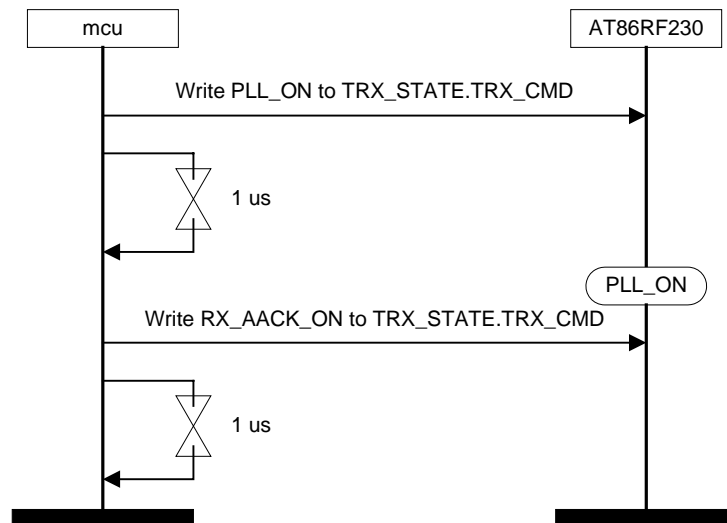 mcu
AT86RF230
Write PLL_ON to TRX_STATE.TRX_CMD
1 us
PLL_ON
Write RX_AACK_ON to TRX_STATE.TRX_CMD
1 us